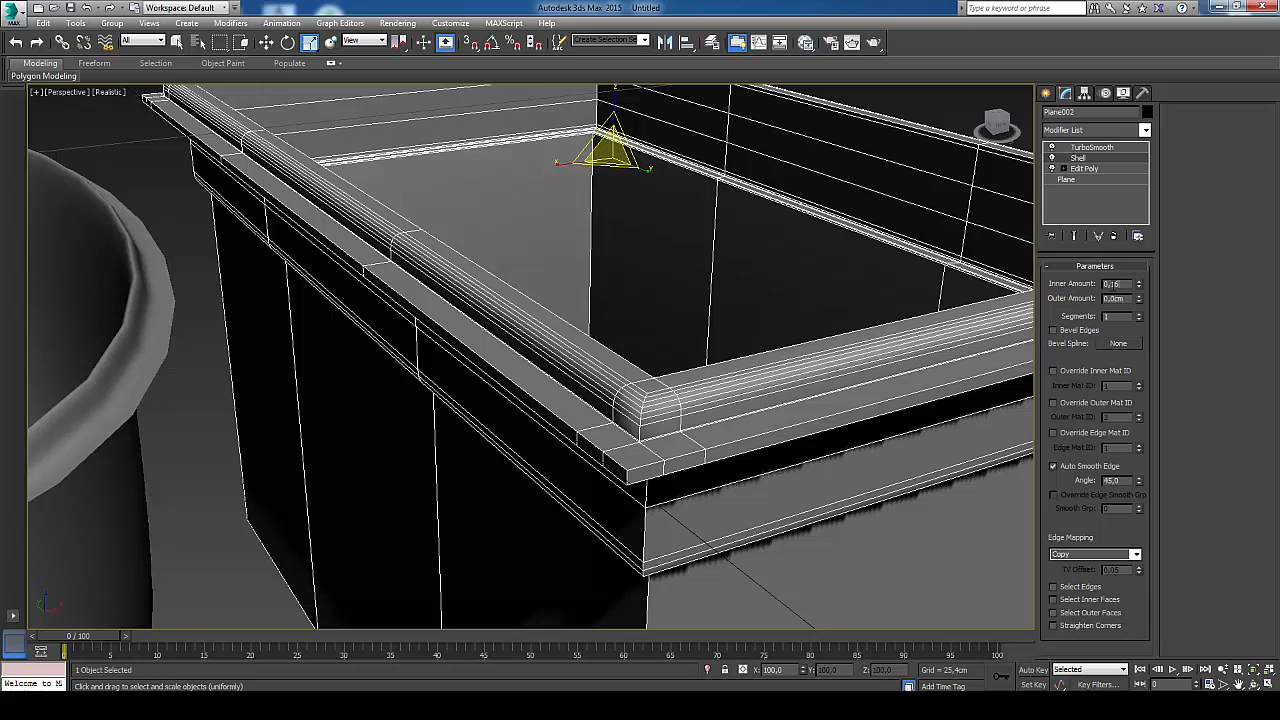 Workspace: Default
Autodesk 3ds Max 2015    Untitled
Type a keyword or phrase
MAX
Edit Tools Group Views Create Modifiers Animation Graph Editors Rendering Customize MAXScript Help
All
View
Create Selection Se
Modeling Freeform Selection Object Paint Populate
Polygon Modeling
[+] [Perspective] [Realistic]
Plane002
Modifier List
TurboSmooth
Shell
Edit Poly
Plane
Parameters
Inner Amount: 0,16
Outer Amount: 0,0cm
Segments: 1
Bevel Edges
Bevel Spline: None
Override Inner Mat ID
Inner Mat ID: 1
Override Outer Mat ID
Outer Mat ID: 3
Override Edge Mat ID
Edge Mat ID: 1
Auto Smooth Edge
Angle: 45,0
Override Edge Smooth Grp
Smooth Grp: 0
Edge Mapping
Copy
TV Offset: 0,05
Select Edges
Select Inner Faces
Select Outer Faces
Straighten Corners
0 / 100
5 10 15 20 25 30 35 40 45 50 55 60 65 70 75 80 85 90 95 100
1 Object Selected
X: 100,0 Y: 100,0 Z: 100,0
Grid = 25,4cm
Auto Key
Selected
Welcome to M
Click and drag to select and scale objects (uniformly)
Add Time Tag
Set Key
Key Filters...
0